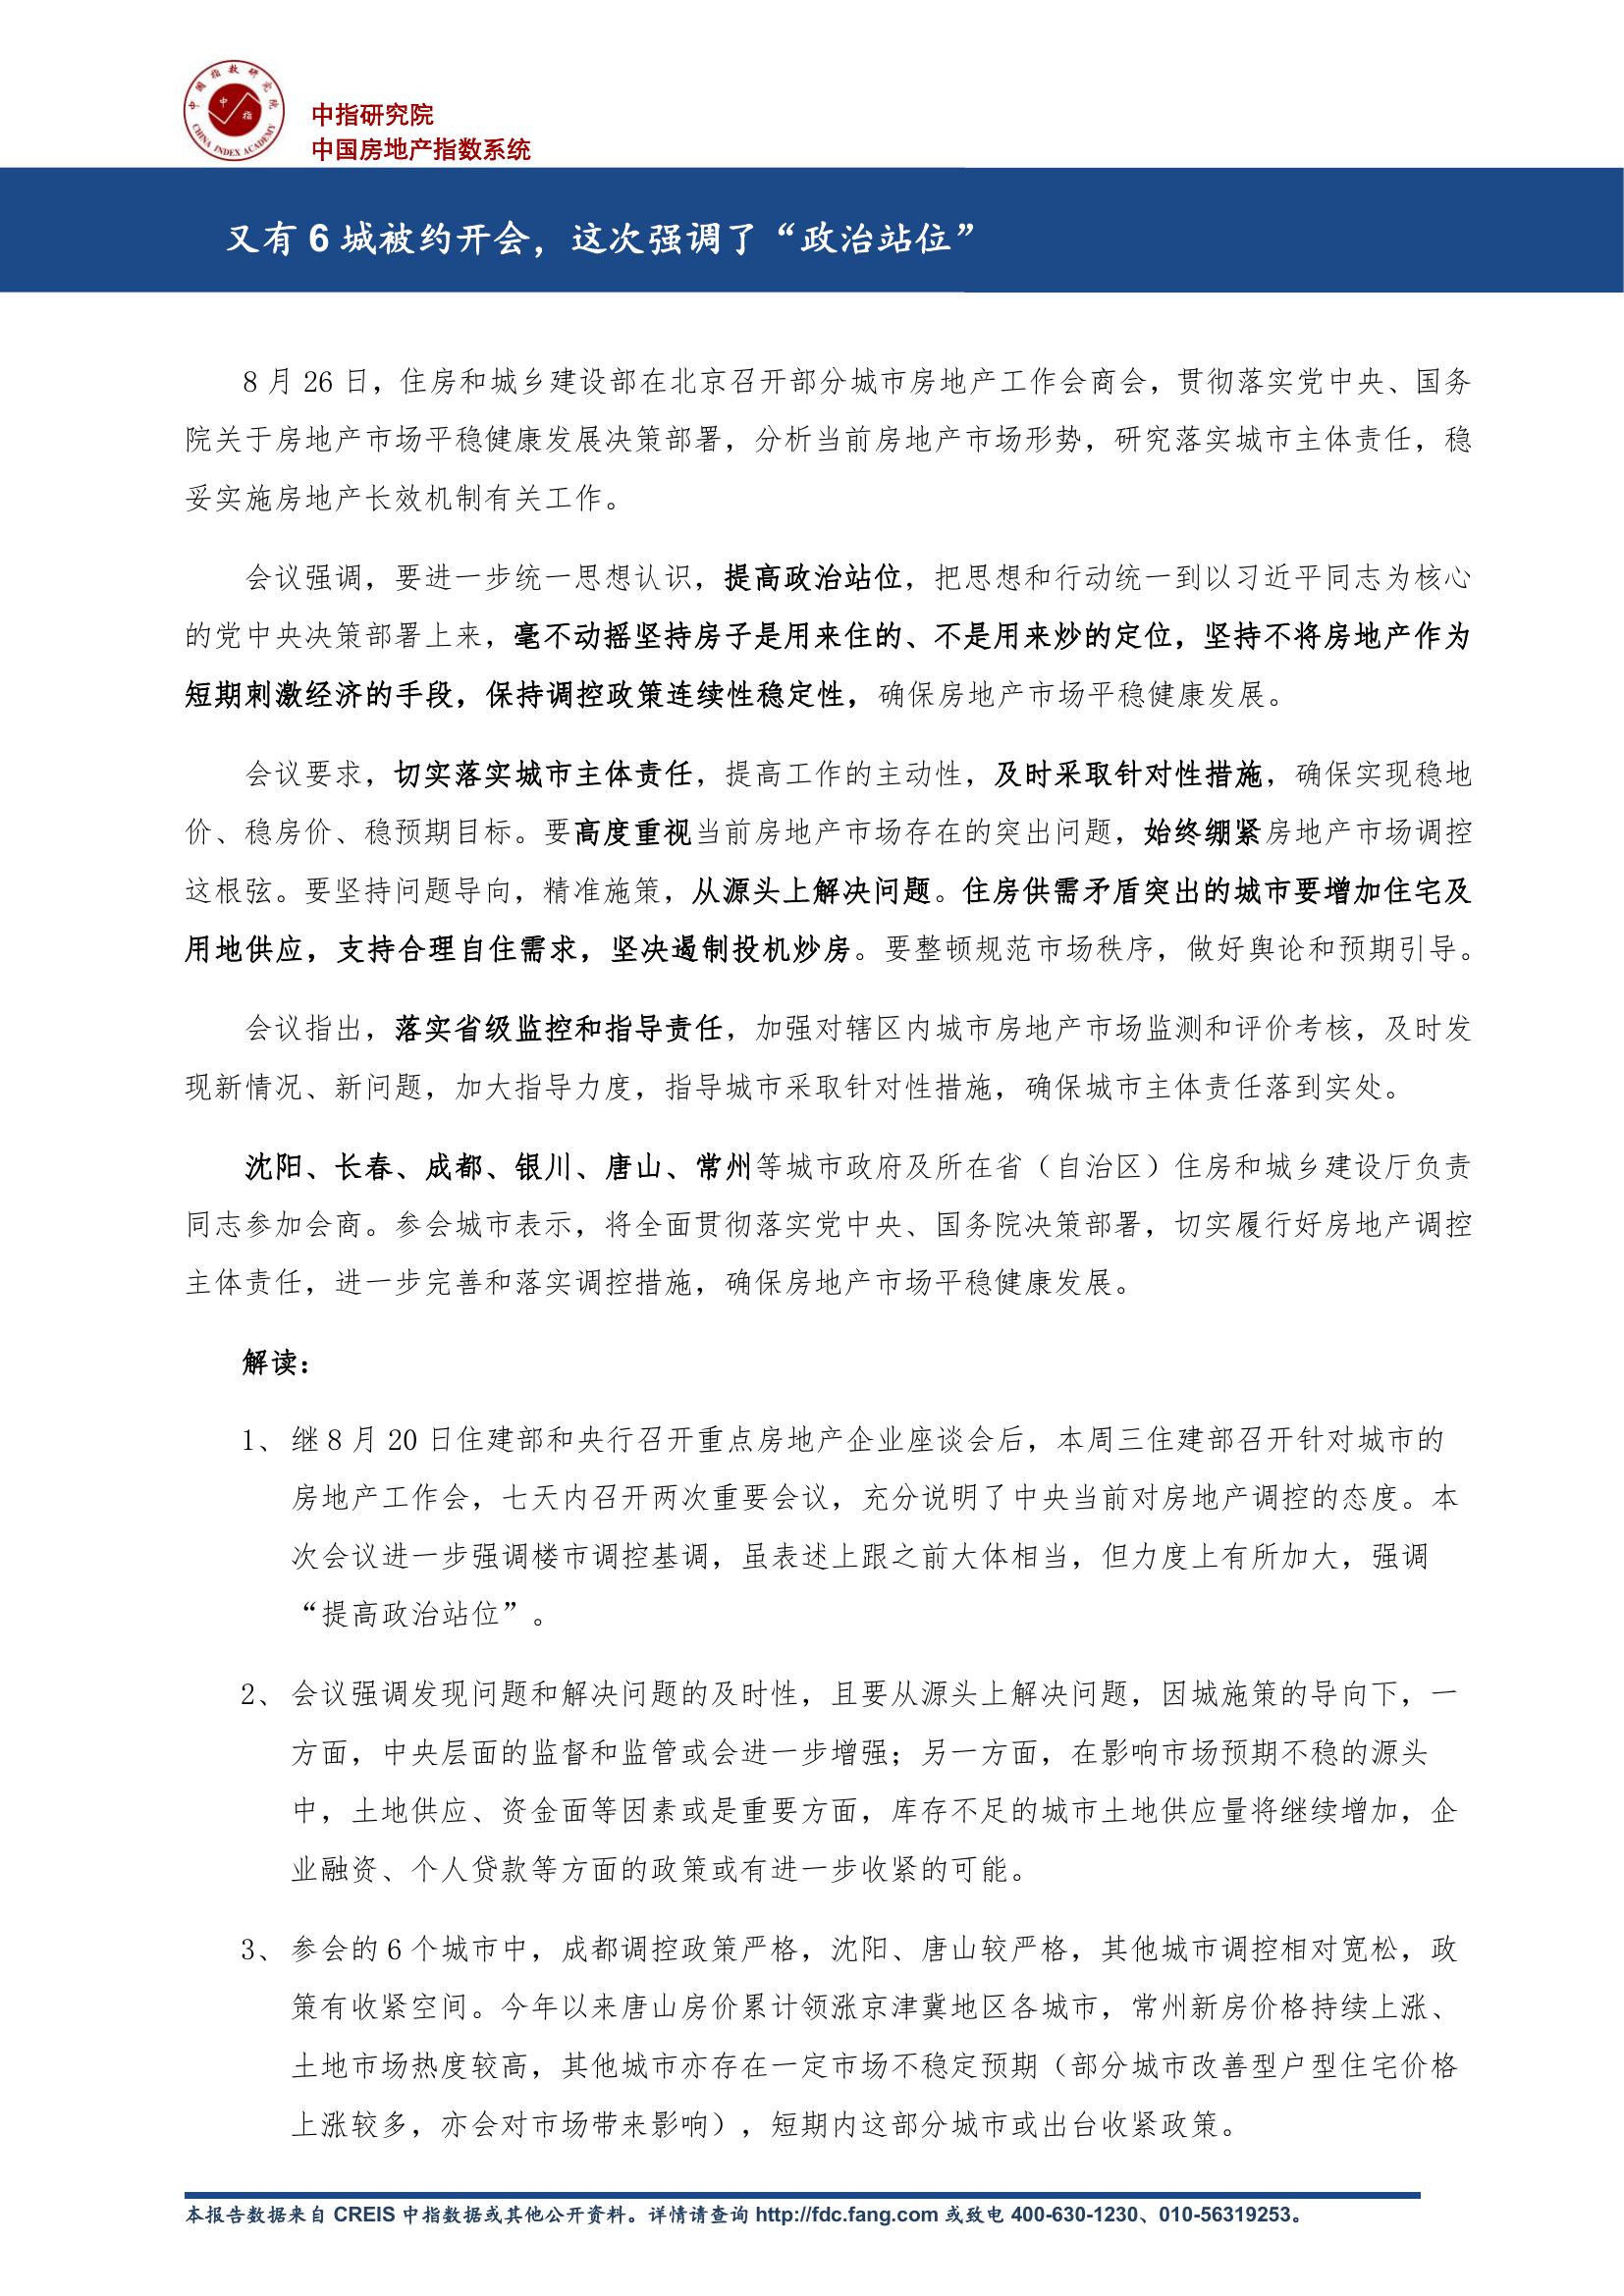 中国指数研究院
中指
CHINA INDEX ACADEMY
中指研究院
中国房地产指数系统
又有 6 城被约开会，这次强调了“政治站位”
8 月 26 日，住房和城乡建设部在北京召开部分城市房地产工作会商会，贯彻落实党中央、国务
院关于房地产市场平稳健康发展决策部署，分析当前房地产市场形势，研究落实城市主体责任，稳
妥实施房地产长效机制有关工作。
会议强调，要进一步统一思想认识，提高政治站位，把思想和行动统一到以习近平同志为核心
的党中央决策部署上来，毫不动摇坚持房子是用来住的、不是用来炒的定位，坚持不将房地产作为
短期刺激经济的手段，保持调控政策连续性稳定性，确保房地产市场平稳健康发展。
会议要求，切实落实城市主体责任，提高工作的主动性，及时采取针对性措施，确保实现稳地
价、稳房价、稳预期目标。要高度重视当前房地产市场存在的突出问题，始终绷紧房地产市场调控
这根弦。要坚持问题导向，精准施策，从源头上解决问题。住房供需矛盾突出的城市要增加住宅及
用地供应，支持合理自住需求，坚决遏制投机炒房。要整顿规范市场秩序，做好舆论和预期引导。
会议指出，落实省级监控和指导责任，加强对辖区内城市房地产市场监测和评价考核，及时发
现新情况、新问题，加大指导力度，指导城市采取针对性措施，确保城市主体责任落到实处。
沈阳、长春、成都、银川、唐山、常州等城市政府及所在省（自治区）住房和城乡建设厅负责
同志参加会商。参会城市表示，将全面贯彻落实党中央、国务院决策部署，切实履行好房地产调控
主体责任，进一步完善和落实调控措施，确保房地产市场平稳健康发展。
解读：
1、 继 8 月 20 日住建部和央行召开重点房地产企业座谈会后，本周三住建部召开针对城市的
房地产工作会，七天内召开两次重要会议，充分说明了中央当前对房地产调控的态度。本
次会议进一步强调楼市调控基调，虽表述上跟之前大体相当，但力度上有所加大，强调
“提高政治站位”。
2、 会议强调发现问题和解决问题的及时性，且要从源头上解决问题，因城施策的导向下，一
方面，中央层面的监督和监管或会进一步增强；另一方面，在影响市场预期不稳的源头
中，土地供应、资金面等因素或是重要方面，库存不足的城市土地供应量将继续增加，企
业融资、个人贷款等方面的政策或有进一步收紧的可能。
3、 参会的 6 个城市中，成都调控政策严格，沈阳、唐山较严格，其他城市调控相对宽松，政
策有收紧空间。今年以来唐山房价累计领涨京津冀地区各城市，常州新房价格持续上涨、
土地市场热度较高，其他城市亦存在一定市场不稳定预期（部分城市改善型户型住宅价格
上涨较多，亦会对市场带来影响），短期内这部分城市或出台收紧政策。
本报告数据来自 CREIS 中指数据或其他公开资料。详情请查询 http://fdc.fang.com 或致电 400-630-1230、010-56319253。